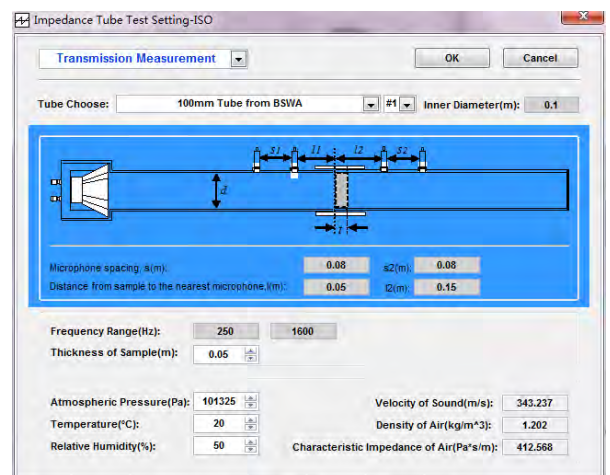 Impedance Tube Test Setting-ISO
Transmission Measurement OK Cancel
Tube Choose: 100mm Tube from BSWA #1 Inner Diameter(m): 0.1
s1 l1 l2 s2
d
t
Microphone spacing, s(m): 0.08 s2(m): 0.08
Distance from sample to the nearest microphone,l(m): 0.05 l2(m): 0.15
Frequency Range(Hz): 250 1600
Thickness of Sample(m): 0.05
Atmospheric Pressure(Pa): 101325 Velocity of Sound(m/s): 343.237
Temperature(°C): 20 Density of Air(kg/m^3): 1.202
Relative Humidity(%): 50 Characteristic Impedance of Air(Pa*s/m): 412.568